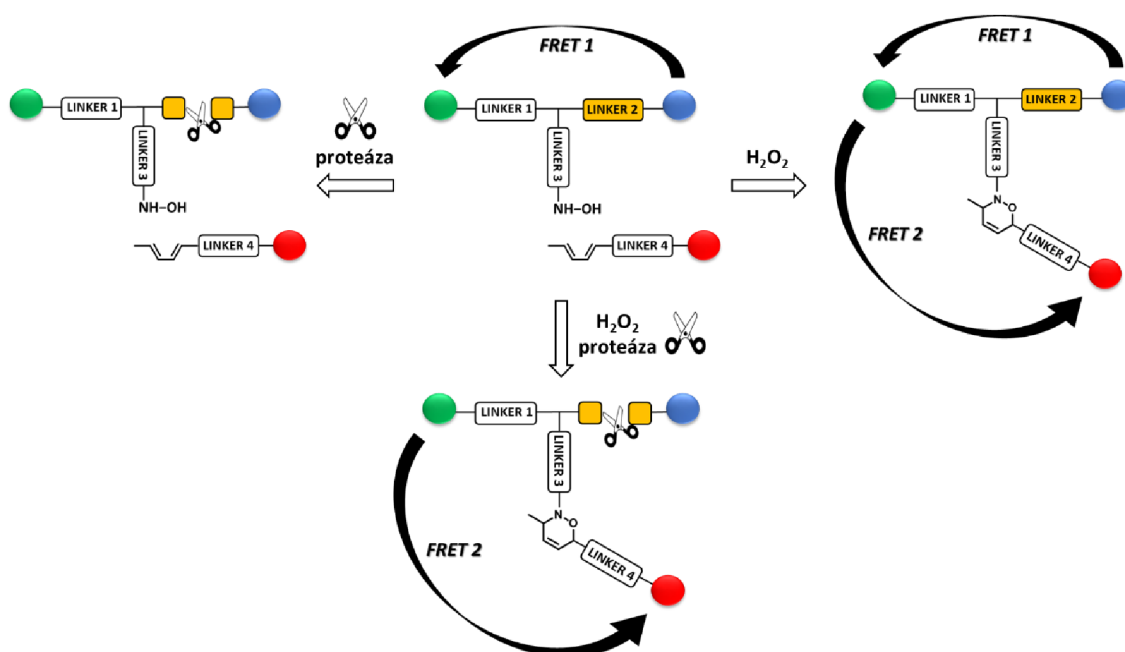 FRET 1
LINKER 1
LINKER 2
LINKER 3
NH–OH
LINKER 4
proteáza
LINKER 1
LINKER 3
NH–OH
LINKER 4
H₂O₂
FRET 1
LINKER 1
LINKER 2
LINKER 3
N
O
LINKER 4
FRET 2
H₂O₂
proteáza
LINKER 1
LINKER 3
N
O
LINKER 4
FRET 2